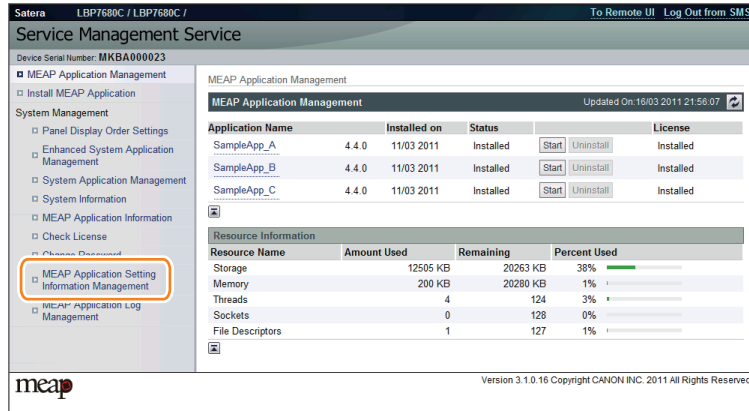 Satera LBP7680C / LBP7680C / To Remote UI Log Out from SMS
Service Management Service
Device Serial Number: MKBA000023
MEAP Application Management
Install MEAP Application
System Management
Panel Display Order Settings
Enhanced System Application
Management
System Application Management
System Information
MEAP Application Information
Check License
Change Password
MEAP Application Setting
Information Management
MEAP Application Log
Management
MEAP Application Management
MEAP Application Management Updated On:16/03 2011 21:56:07
Application Name Installed on Status License
SampleApp_A 4.4.0 11/03 2011 Installed Start Uninstall Installed
SampleApp_B 4.4.0 11/03 2011 Installed Start Uninstall Installed
SampleApp_C 4.4.0 11/03 2011 Installed Start Uninstall Installed
Resource Information
Resource Name Amount Used Remaining Percent Used
Storage 12505 KB 20263 KB 38%
Memory 200 KB 20280 KB 1%
Threads 4 124 3%
Sockets 0 128 0%
File Descriptors 1 127 1%
meap Version 3.1.0.16 Copyright CANON INC. 2011 All Rights Reserved